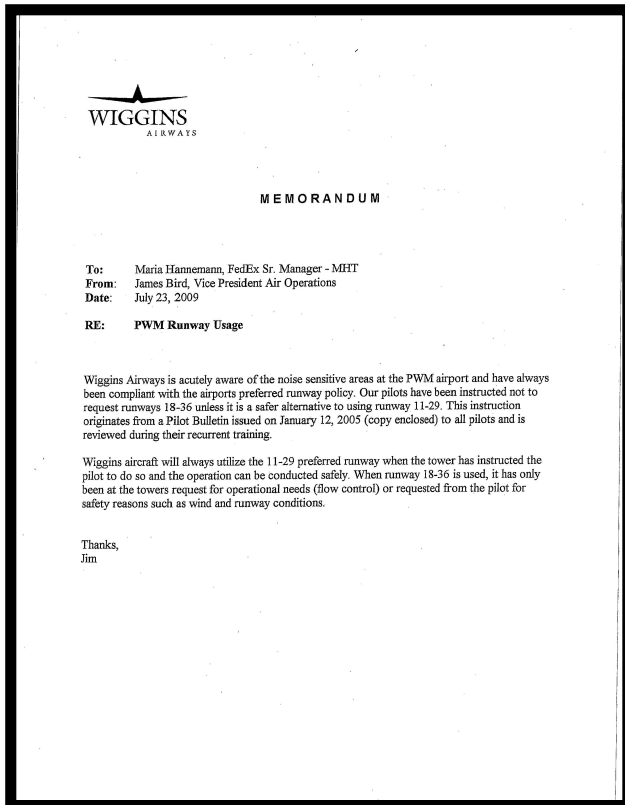 WIGGINS
AIRWAYS
MEMORANDUM
To: Maria Hannemann, FedEx Sr. Manager - MHT
From: James Bird, Vice President Air Operations
Date: July 23, 2009
RE: PWM Runway Usage
Wiggins Airways is acutely aware of the noise sensitive areas at the PWM airport and have always
been compliant with the airports preferred runway policy. Our pilots have been instructed not to
request runways 18-36 unless it is a safer alternative to using runway 11-29. This instruction
originates from a Pilot Bulletin issued on January 12, 2005 (copy enclosed) to all pilots and is
reviewed during their recurrent training.
Wiggins aircraft will always utilize the 11-29 preferred runway when the tower has instructed the
pilot to do so and the operation can be conducted safely. When runway 18-36 is used, it has only
been at the towers request for operational needs (flow control) or requested from the pilot for
safety reasons such as wind and runway conditions.
Thanks,
Jim